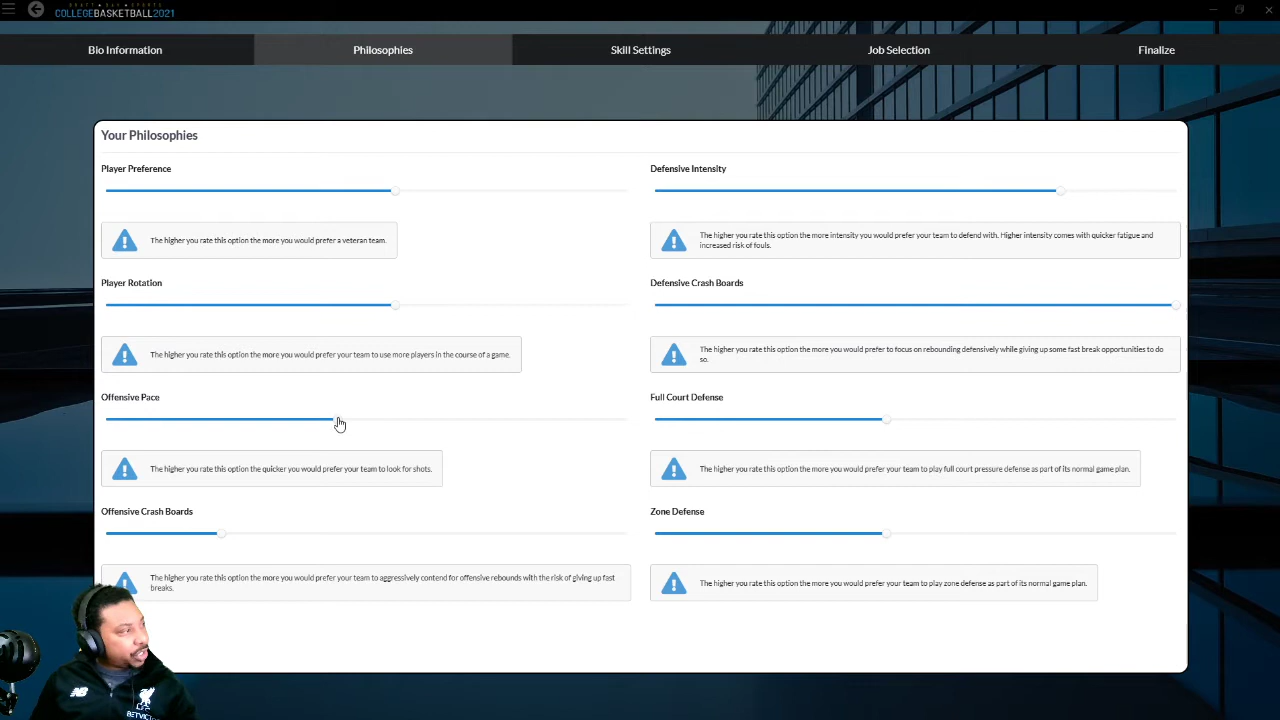 DRAFT DAY SPORTS
COLLEGEBASKETBALL2021
Bio Information
Philosophies
Skill Settings
Job Selection
Finalize
Your Philosophies
Player Preference
The higher you rate this option the more you would prefer a veteran team.
Player Rotation
The higher you rate this option the more you would prefer your team to use more players in the course of a game.
Offensive Pace
The higher you rate this option the quicker you would prefer your team to look for shots.
Offensive Crash Boards
The higher you rate this option the more you would prefer your team to aggressively contend for offensive rebounds with the risk of giving up fast
breaks.
Defensive Intensity
The higher you rate this option the more intensity you would prefer your team to defend with. Higher intensity comes with quicker fatigue and
increased risk of fouls.
Defensive Crash Boards
The higher you rate this option the more you would prefer to focus on rebounding defensively while giving up some fast break opportunities to do
so.
Full Court Defense
The higher you rate this option the more you would prefer your team to play full court pressure defense as part of its normal game plan.
Zone Defense
The higher you rate this option the more you would prefer your team to play zone defense as part of its normal game plan.
NB
BETVICTOR